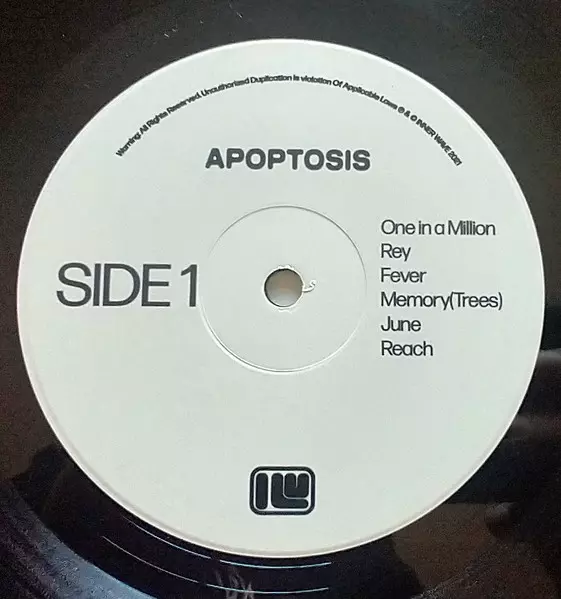 Warning: All Rights Reserved. Unauthorized Duplication is violation Of Applicable Laws ℗ & © INNER WAVE 2021
APOPTOSIS
SIDE 1
One in a Million
Rey
Fever
Memory(Trees)
June
Reach
IW